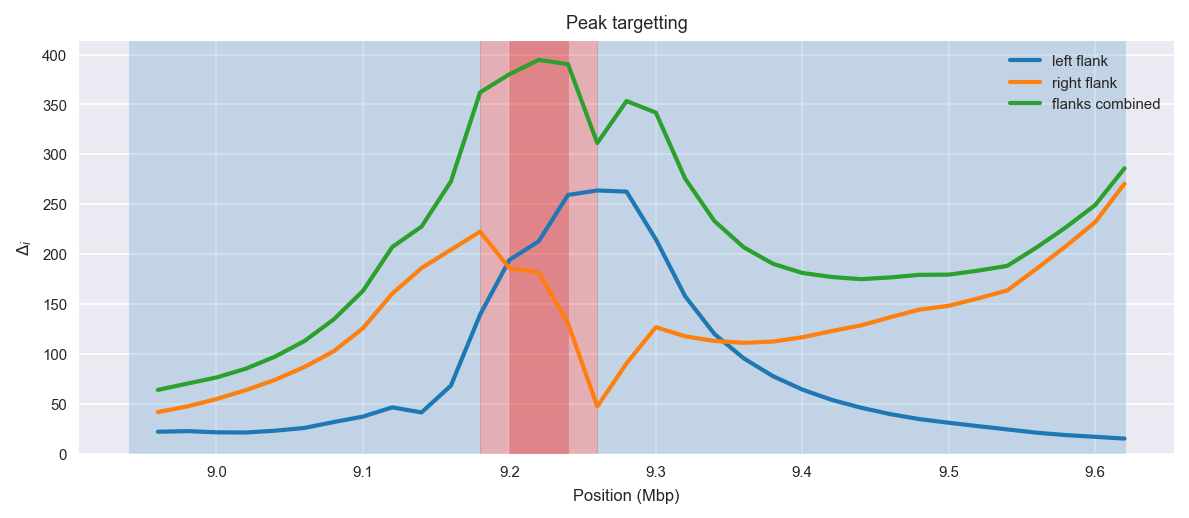 Peak targetting
400
350
300
250
200
150
100
50
0
Δi
left flank
right flank
flanks combined
9.0 9.1 9.2 9.3 9.4 9.5 9.6
Position (Mbp)